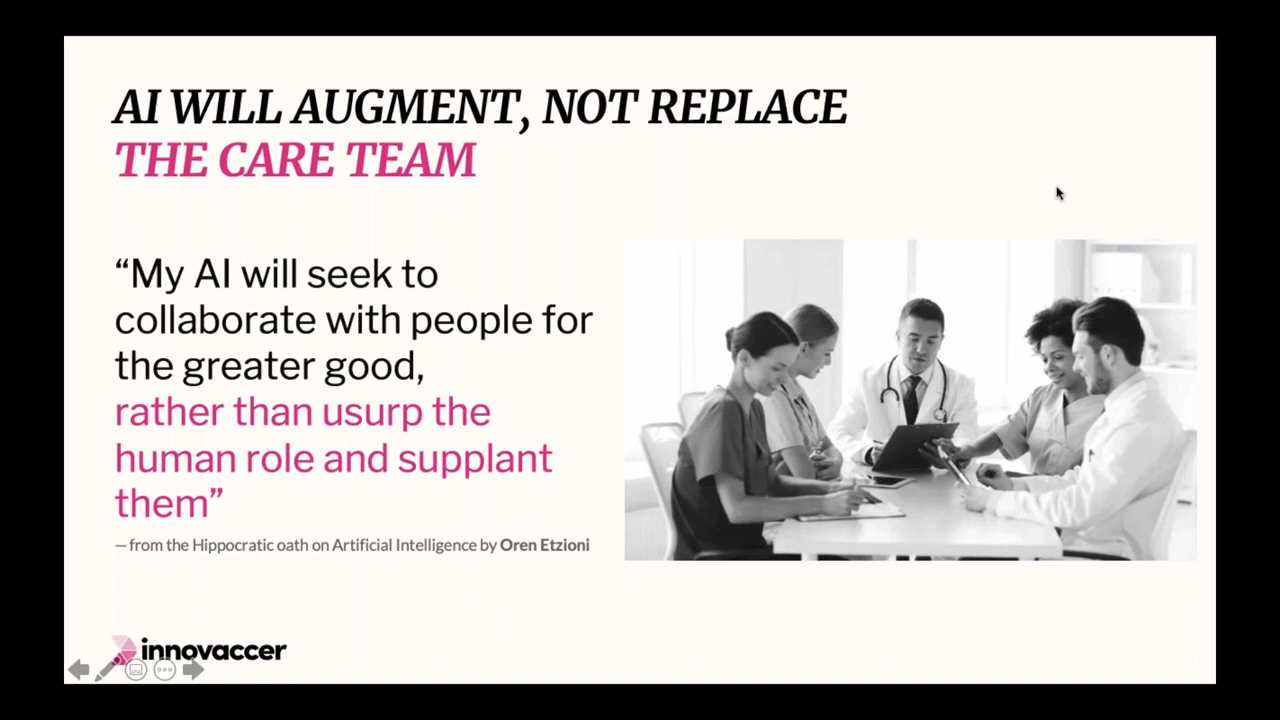 AI WILL AUGMENT, NOT REPLACE
THE CARE TEAM
“My AI will seek to
collaborate with people for
the greater good,
rather than usurp the
human role and supplant
them”
—from the Hippocratic oath on Artificial Intelligence by Oren Etzioni
innovaccer